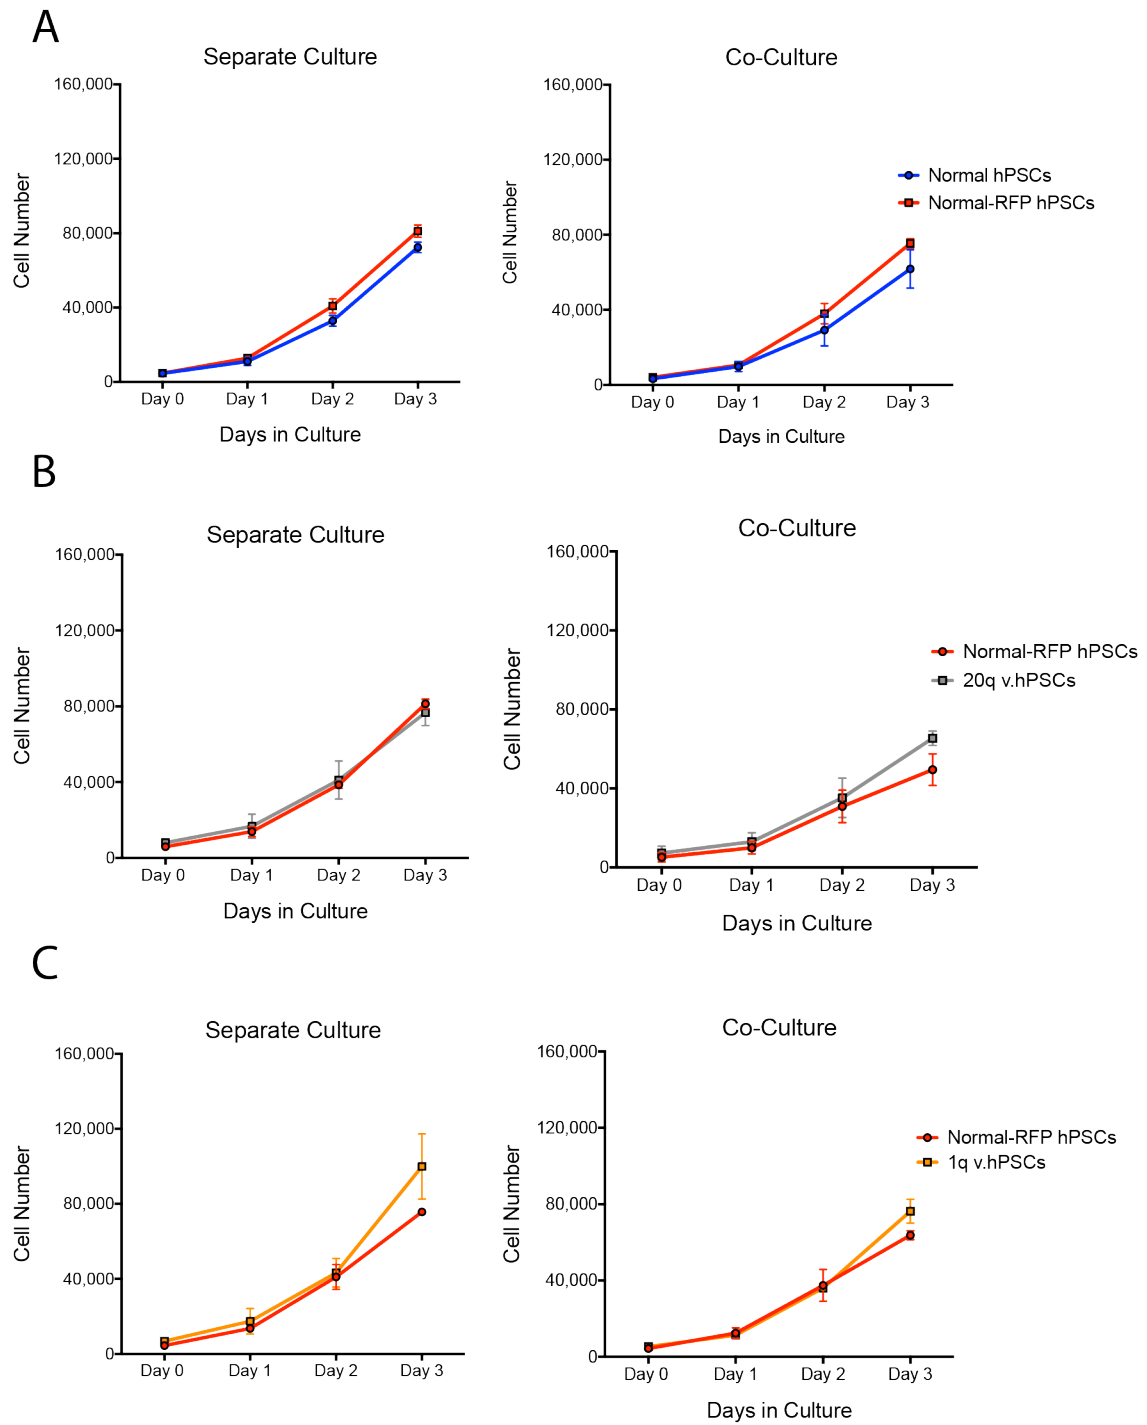 A
Separate Culture
160,000
120,000
80,000
40,000
0
Cell Number
Day 0 Day 1 Day 2 Day 3
Days in Culture
Co-Culture
160,000
120,000
80,000
40,000
0
Cell Number
Day 0 Day 1 Day 2 Day 3
Days in Culture
Normal hPSCs
Normal-RFP hPSCs
B
Separate Culture
160,000
120,000
80,000
40,000
0
Cell Number
Day 0 Day 1 Day 2 Day 3
Days in Culture
Co-Culture
160,000
120,000
80,000
40,000
0
Cell Number
Day 0 Day 1 Day 2 Day 3
Days in Culture
Normal-RFP hPSCs
20q v.hPSCs
C
Separate Culture
160,000
120,000
80,000
40,000
0
Cell Number
Day 0 Day 1 Day 2 Day 3
Co-Culture
160,000
120,000
80,000
40,000
0
Cell Number
Day 0 Day 1 Day 2 Day 3
Days in Culture
Normal-RFP hPSCs
1q v.hPSCs